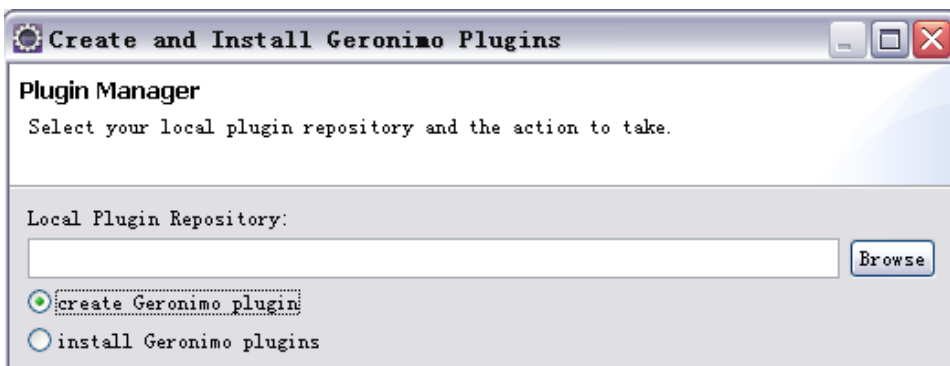 Create and Install Geronimo Plugins
Plugin Manager
Select your local plugin repository and the action to take.
Local Plugin Repository:
Browse
create Geronimo plugin
install Geronimo plugins